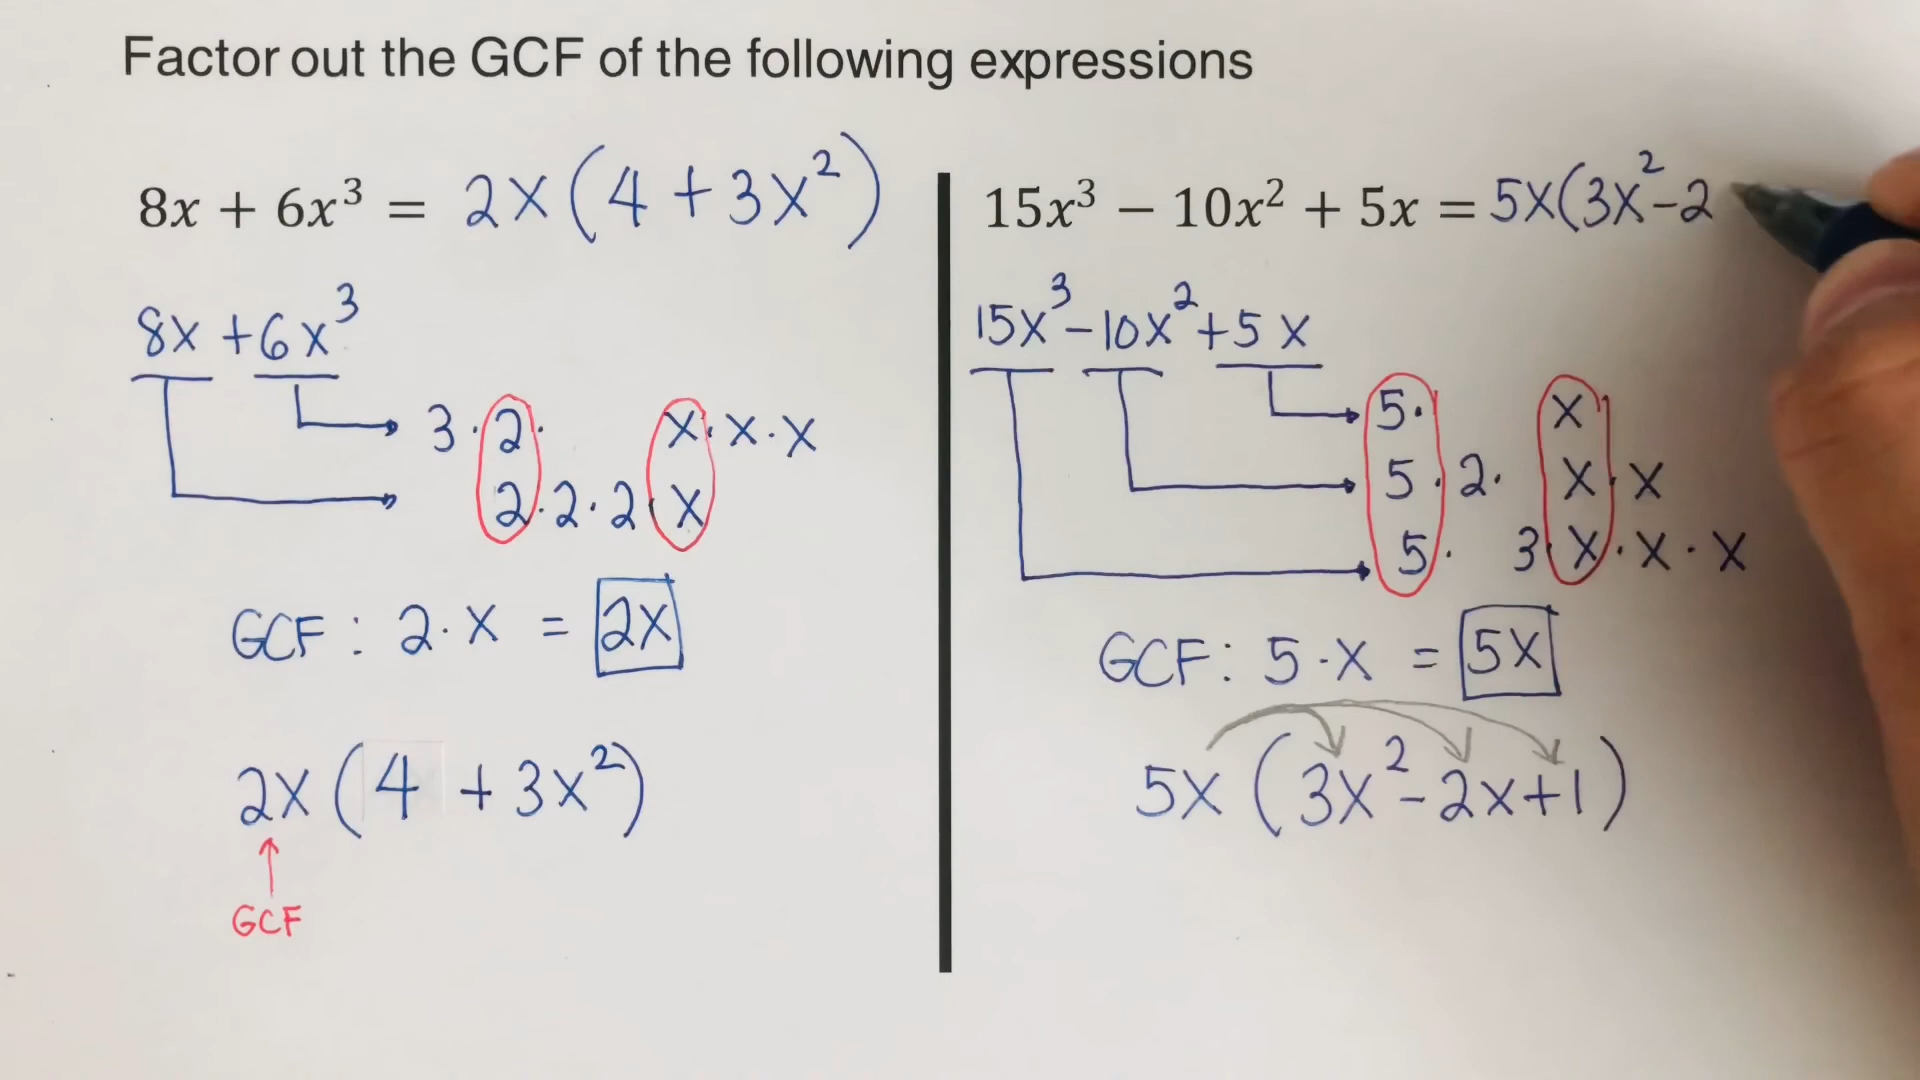 Factor out the GCF of the following expressions
8x + 6x³ = 2x(4 + 3x²)
8x + 6x³
3 · 2 · x · x · x
2 · 2 · 2 · x
GCF : 2 · x = 2x
2x(4 + 3x²)
GCF
15x³ − 10x² + 5x = 5x(3x² − 2
15x³ − 10x² + 5x
5 · x
5 · 2 · x · x
5 · 3 · x · x · x
GCF : 5 · x = 5x
5x(3x² − 2x + 1)